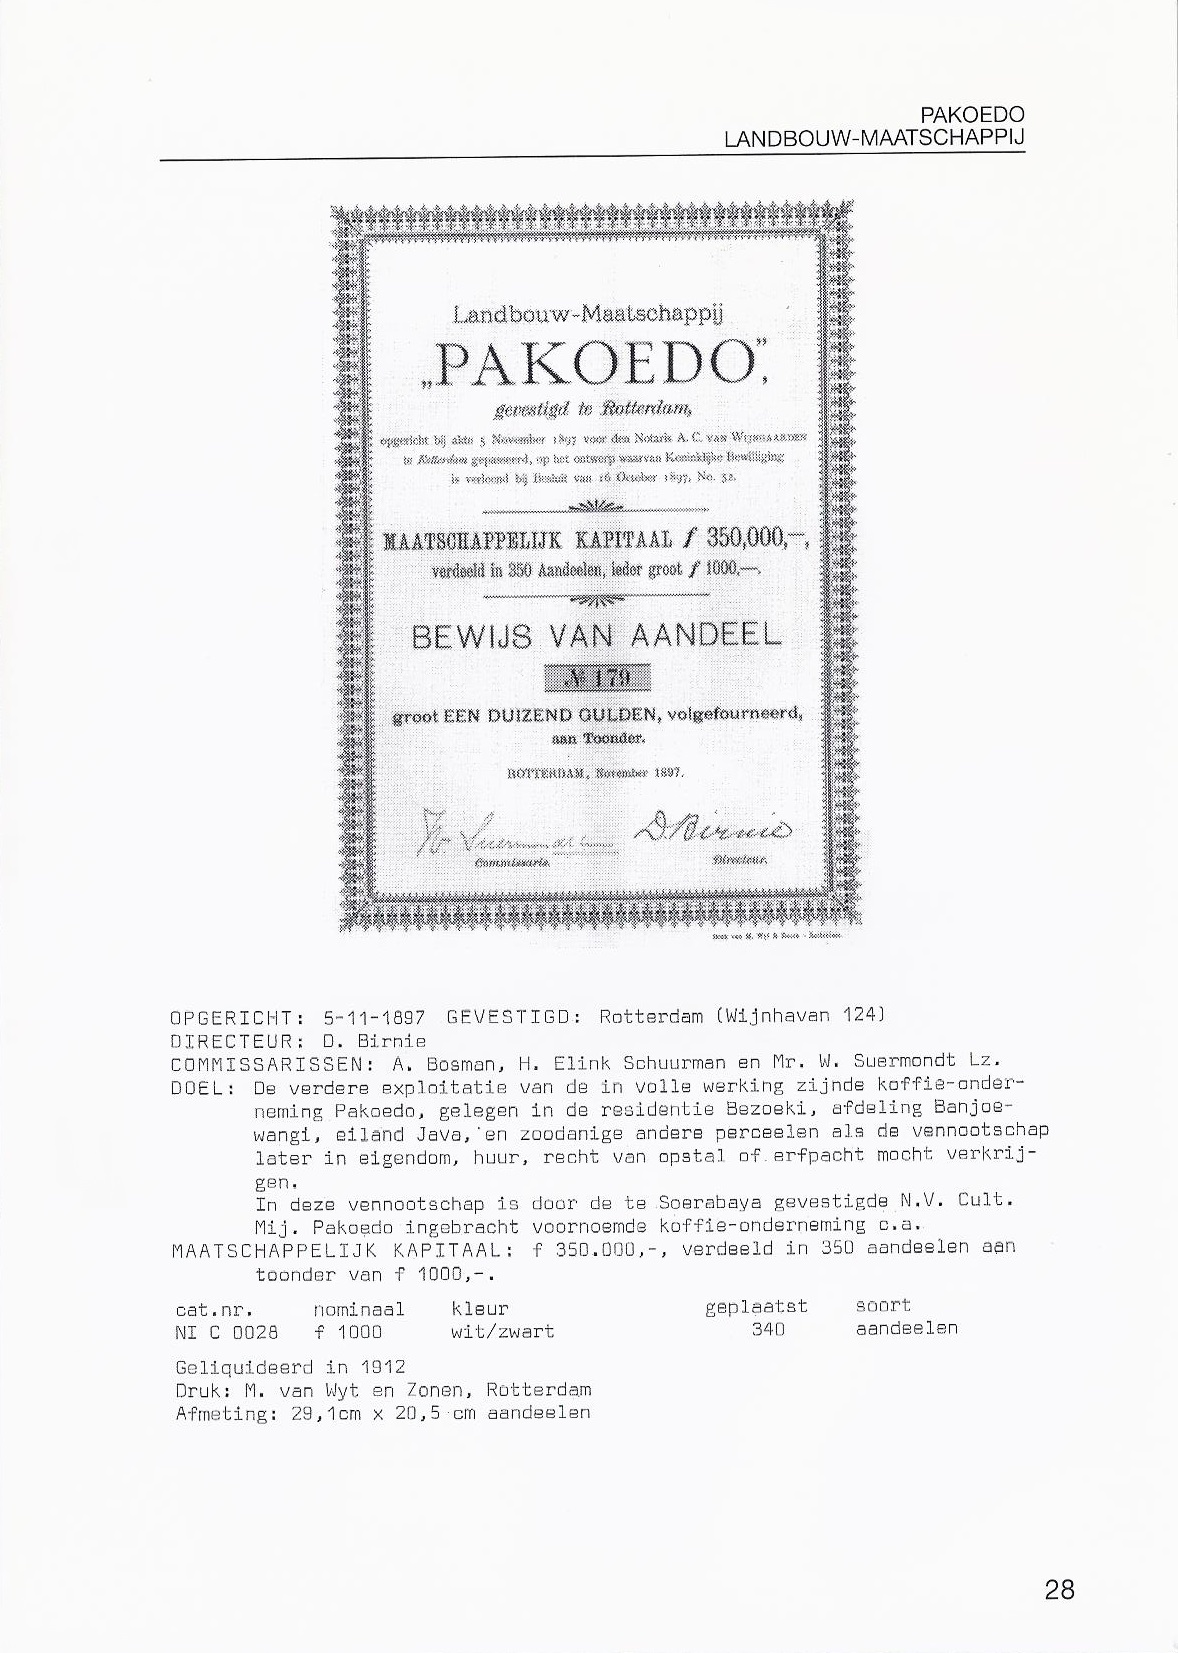 PAKOEDO
LANDBOUW-MAATSCHAPPIJ
Landbouw-Maatschappij
„PAKOEDO”,
gevestigd te Rotterdam,
opgericht bij akte 5 November 1897 voor den Notaris A. C. VAN WIJNGAARDEN
te Rotterdam gepasseerd, op het ontwerp waarvan Koninklijke Bewilliging
is verleend bij Besluit van 16 October 1897, No. 52.
MAATSCHAPPELIJK KAPITAAL f 350,000,—,
verdeeld in 350 Aandeelen, ieder groot f 1000,—.
BEWIJS VAN AANDEEL
No 170
groot EEN DUIZEND GULDEN, volgefourneerd,
aan Toonder.
ROTTERDAM, November 1897.
D Birnie
Commissaris. Directeur.
OPGERICHT: 5-11-1897 GEVESTIGD: Rotterdam (Wijnhavan 124)
DIRECTEUR: D. Birnie
COMMISSARISSEN: A. Bosman, H. Elink Schuurman en Mr. W. Suermondt Lz.
DOEL: De verdere exploitatie van de in volle werking zijnde koffie-onder-
neming Pakoedo, gelegen in de residentie Bezoeki, afdeling Banjoe-
wangi, eiland Java, en zoodanige andere perceelen als de vennootschap
later in eigendom, huur, recht van opstal of erfpacht mocht verkrij-
gen.
In deze vennootschap is door de te Soerabaya gevestigde N.V. Cult.
Mij. Pakoedo ingebracht voornoemde koffie-onderneming c.a.
MAATSCHAPPELIJK KAPITAAL: f 350.000,-, verdeeld in 350 aandeelen aan
toonder van f 1000,-.
cat.nr. nominaal kleur geplaatst soort
NI C 0028 f 1000 wit/zwart 340 aandeelen
Geliquideerd in 1912
Druk: M. van Wyt en Zonen, Rotterdam
Afmeting: 29,1cm x 20,5 cm aandeelen
28